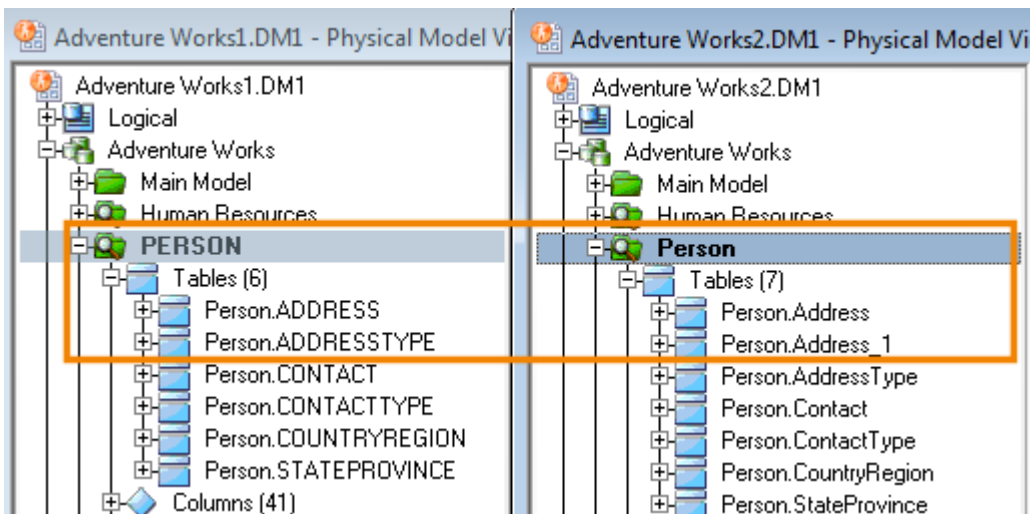 Adventure Works1.DM1 - Physical Model Vi
Adventure Works1.DM1
Logical
Adventure Works
Main Model
Human Resources
PERSON
Tables (6)
Person.ADDRESS
Person.ADDRESSTYPE
Person.CONTACT
Person.CONTACTTYPE
Person.COUNTRYREGION
Person.STATEPROVINCE
Columns (41)
Adventure Works2.DM1 - Physical Model Vi
Adventure Works2.DM1
Logical
Adventure Works
Main Model
Human Resources
Person
Tables (7)
Person.Address
Person.Address_1
Person.AddressType
Person.Contact
Person.ContactType
Person.CountryRegion
Person.StateProvince